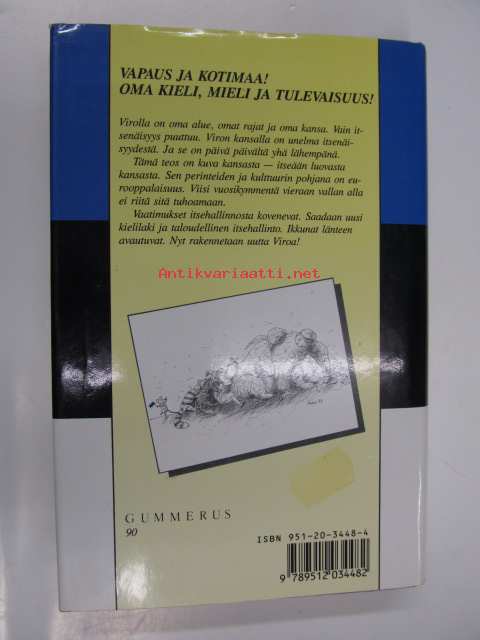 VAPAUS JA KOTIMAA!
OMA KIELI, MIELI JA TULEVAISUUS!
Virolla on oma alue, omat rajat ja oma kansa. Vain it-
senäisyys puuttuu. Viron kansalla on unelma itsenäi-
syydestä. Ja se on päivä päivältä yhä lähempänä.
Tämä teos on kuva kansasta — itseään luovasta
kansasta. Sen perinteiden ja kulttuurin pohjana on eu-
rooppalaisuus. Viisi vuosikymmentä vieraan vallan alla
ei riitä sitä tuhoamaan.
Vaatimukset itsehallinnosta kovenevat. Saadaan uusi
kielilaki ja taloudellinen itsehallinto. Ikkunat länteen
avautuvat. Nyt rakennetaan uutta Viroa!
Antikvariaatti.net
GUMMERUS
90
ISBN 951-20-3448-4
9 789512 034482